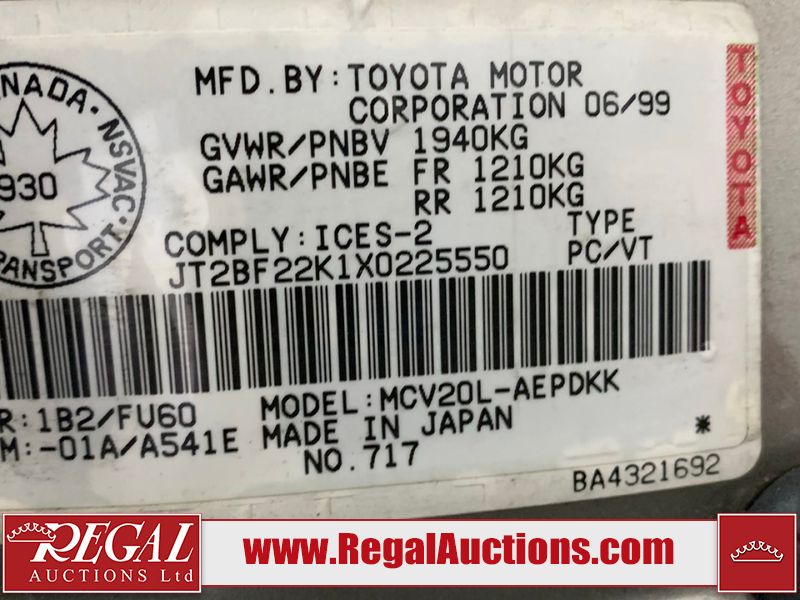 CANADA · NSVAC · TRANSPORT
930
MFD. BY: TOYOTA MOTOR
CORPORATION 06/99
GVWR/PNBV 1940KG
GAWR/PNBE FR 1210KG
RR 1210KG
COMPLY: ICES-2
TYPE
JT2BF22K1X0225550
PC/VT
TOYOTA
R: 1B2/FU60
MODEL: MCV20L-AEPDKK
M: -01A/A541E
MADE IN JAPAN
*
NO. 717
BA4321692
REGAL
AUCTIONS Ltd
www.RegalAuctions.com